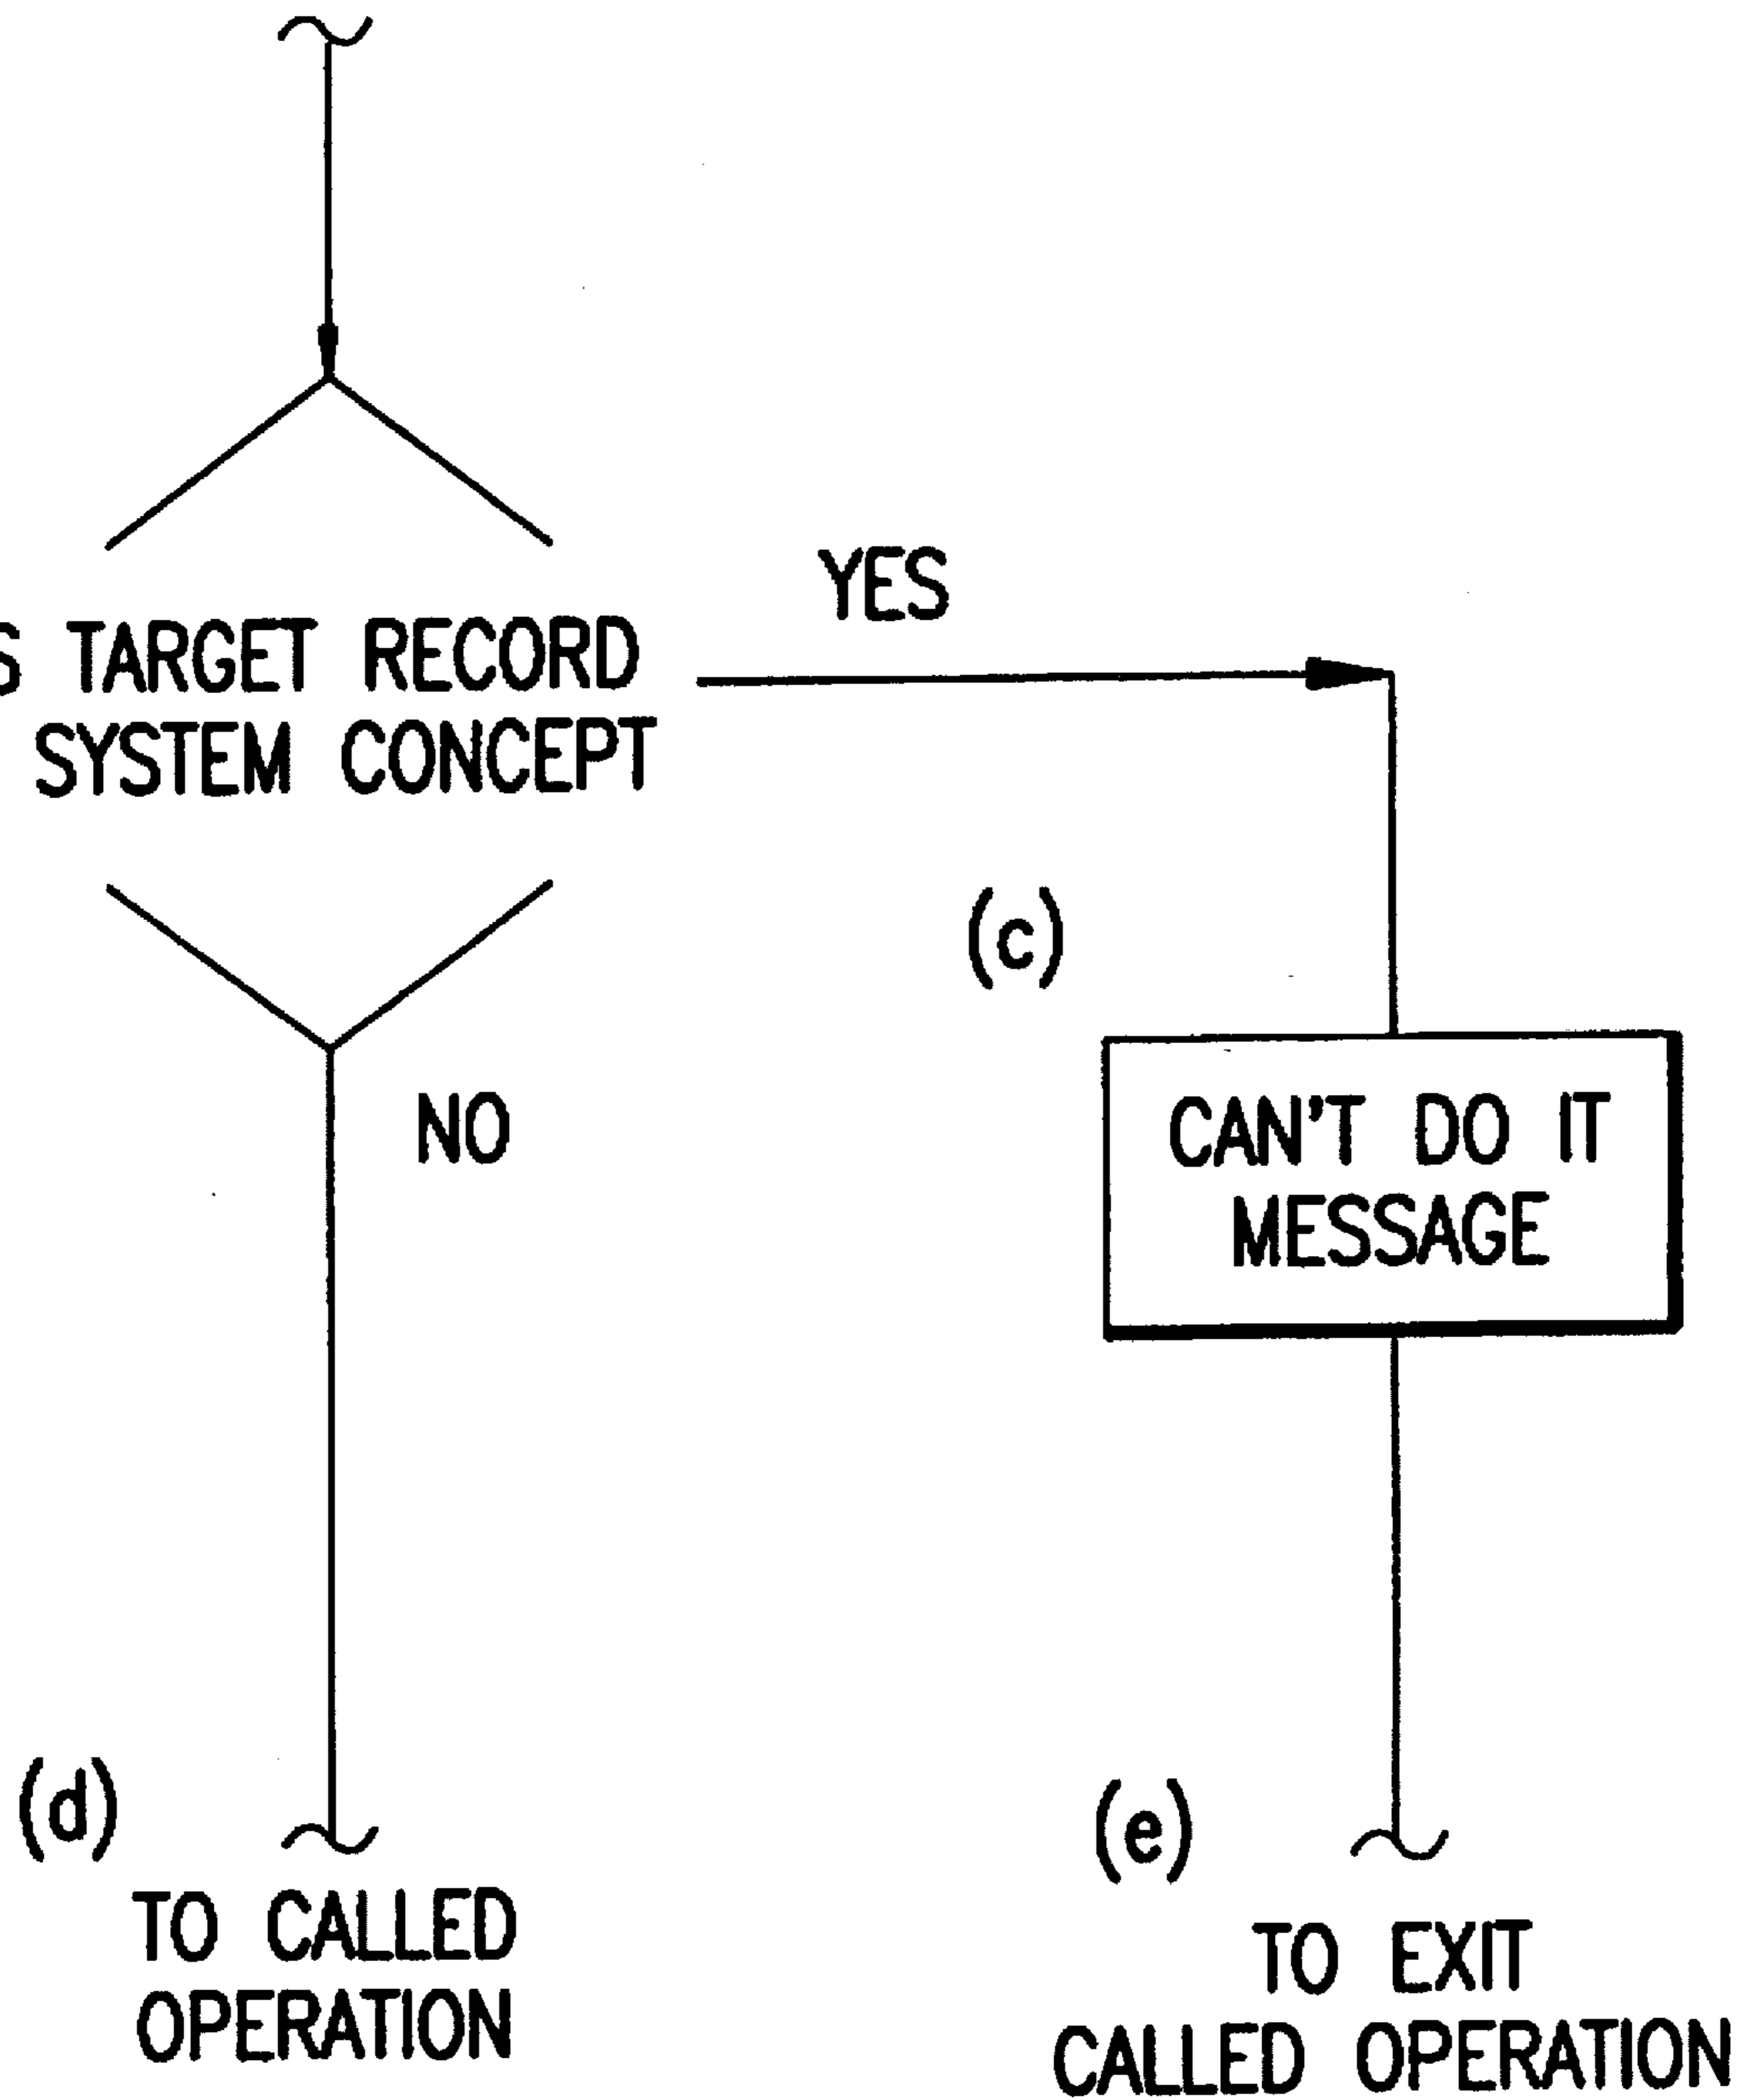 YES
S TARGET RECORD
SYSTEM CONCEPT
(c)
NO
CAN'T DO IT
MESSAGE
(d)
(e)
TO CALLED
OPERATION
TO EXIT
CALLED OPERATION